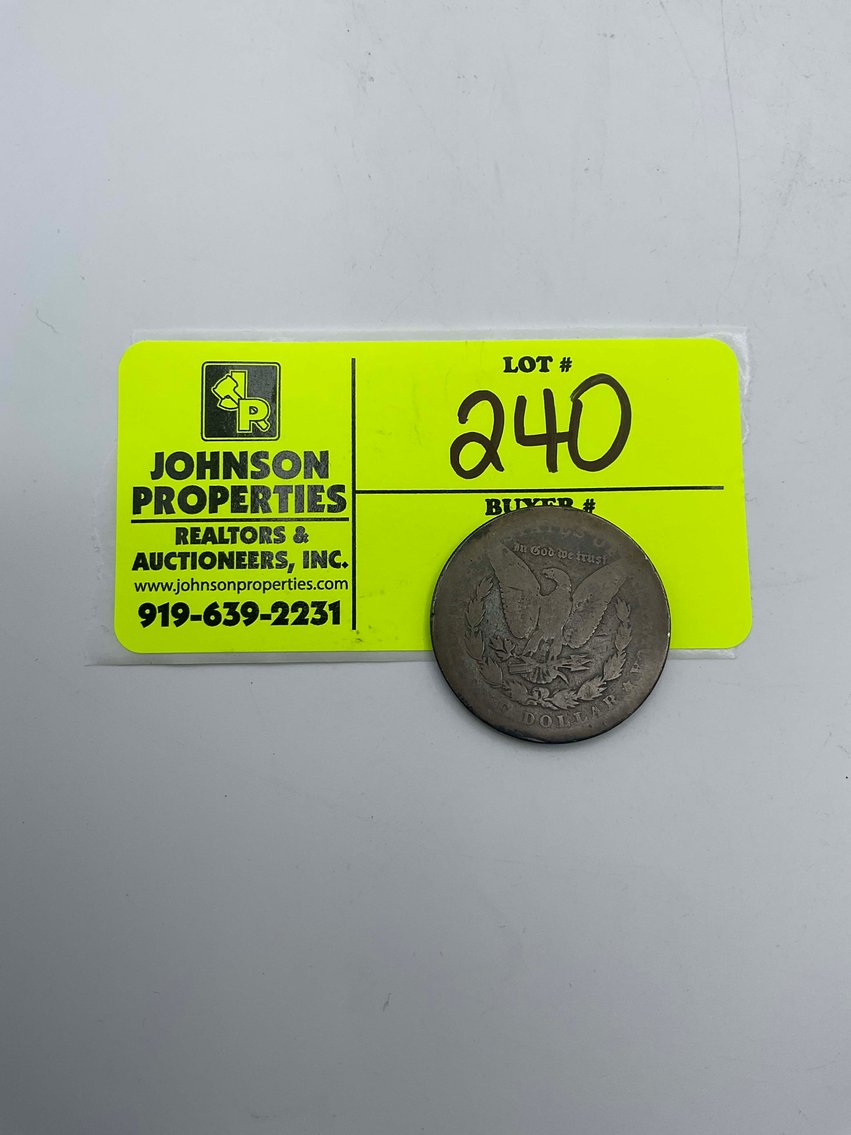 JR
JOHNSON
PROPERTIES
REALTORS &
AUCTIONEERS, INC.
www.johnsonproperties.com
919-639-2231
LOT #
240
BUYER #
In God we trust
DOLLAR